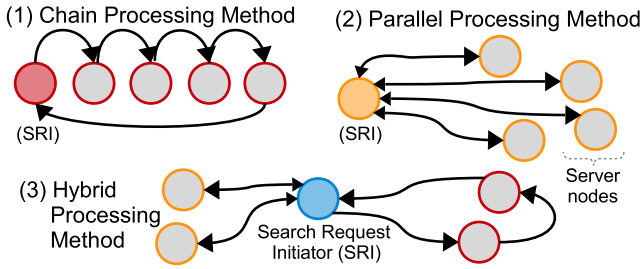 (1) Chain Processing Method
(SRI)
(2) Parallel Processing Method
(SRI)
Server
nodes
(3) Hybrid
Processing
Method
Search Request
Initiator (SRI)